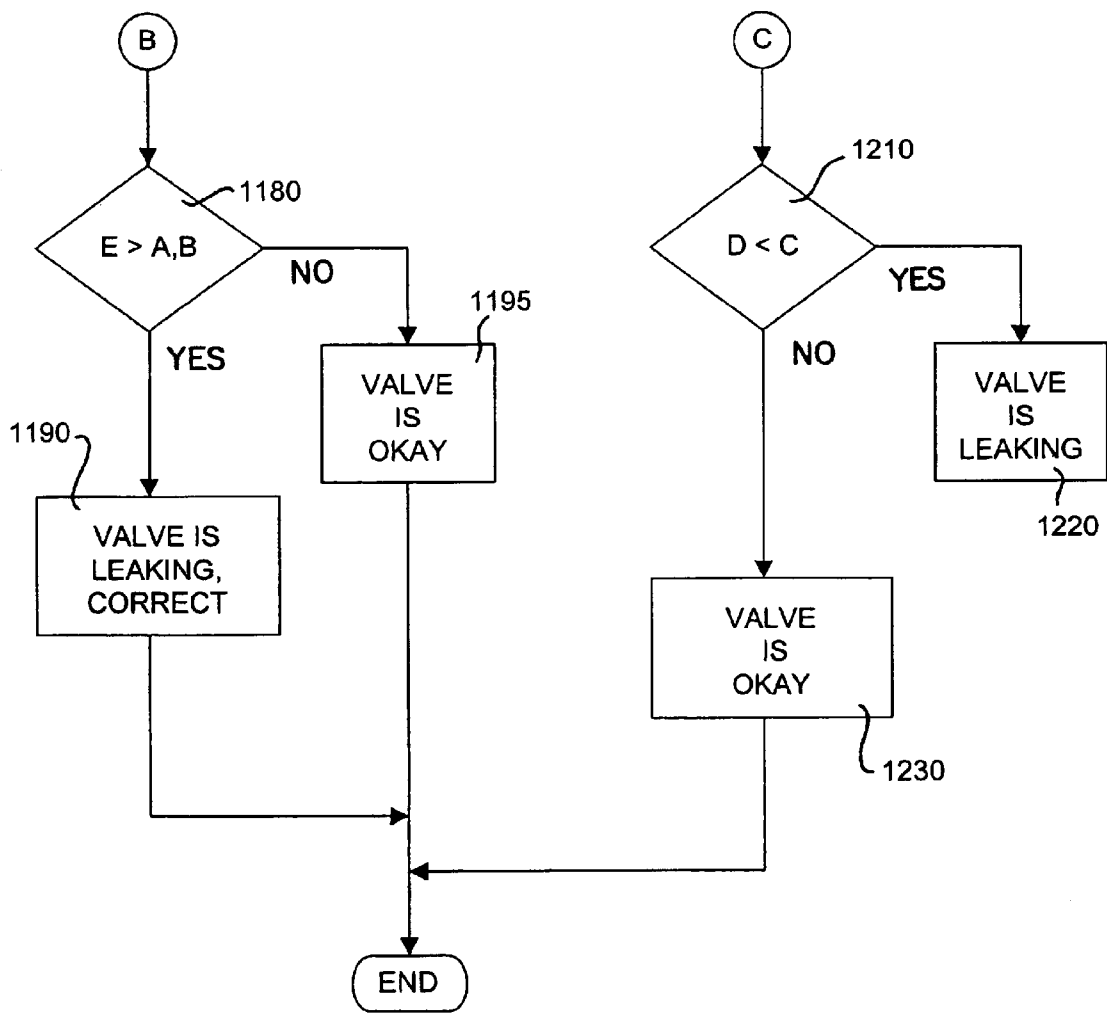 B
1180
E > A,B
NO
YES
1195
VALVE
IS
OKAY
1190
VALVE IS
LEAKING,
CORRECT
C
1210
D < C
YES
NO
VALVE
IS
LEAKING
1220
VALVE
IS
OKAY
1230
END